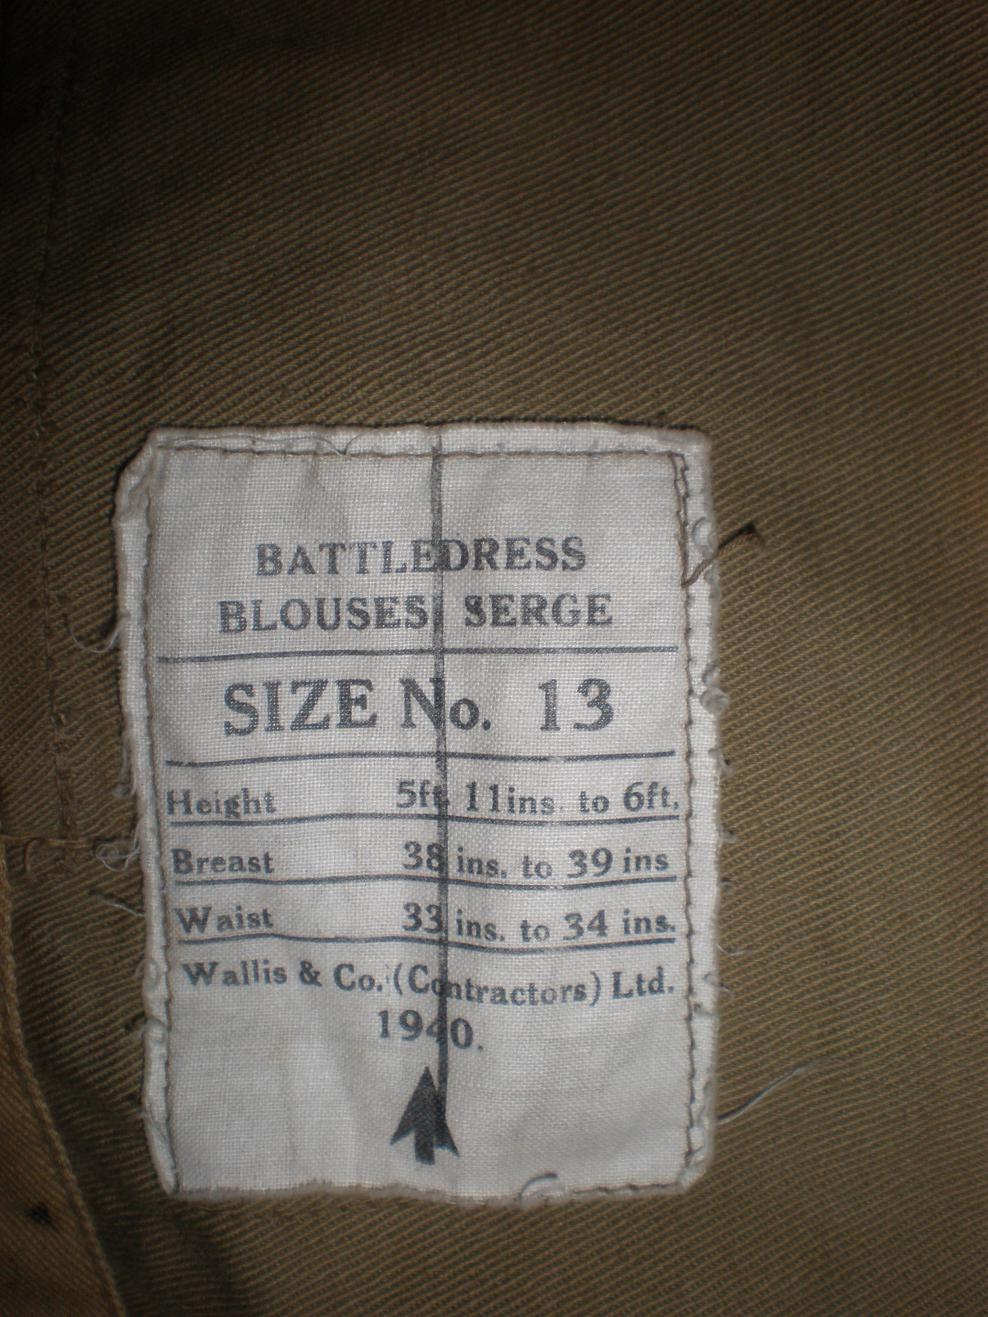 BATTLEDRESS
BLOUSES, SERGE
SIZE No. 13
Height 5ft. 11ins. to 6ft.
Breast 38 ins. to 39 ins
Waist 33 ins. to 34 ins.
Wallis & Co. (Contractors) Ltd.
1940.